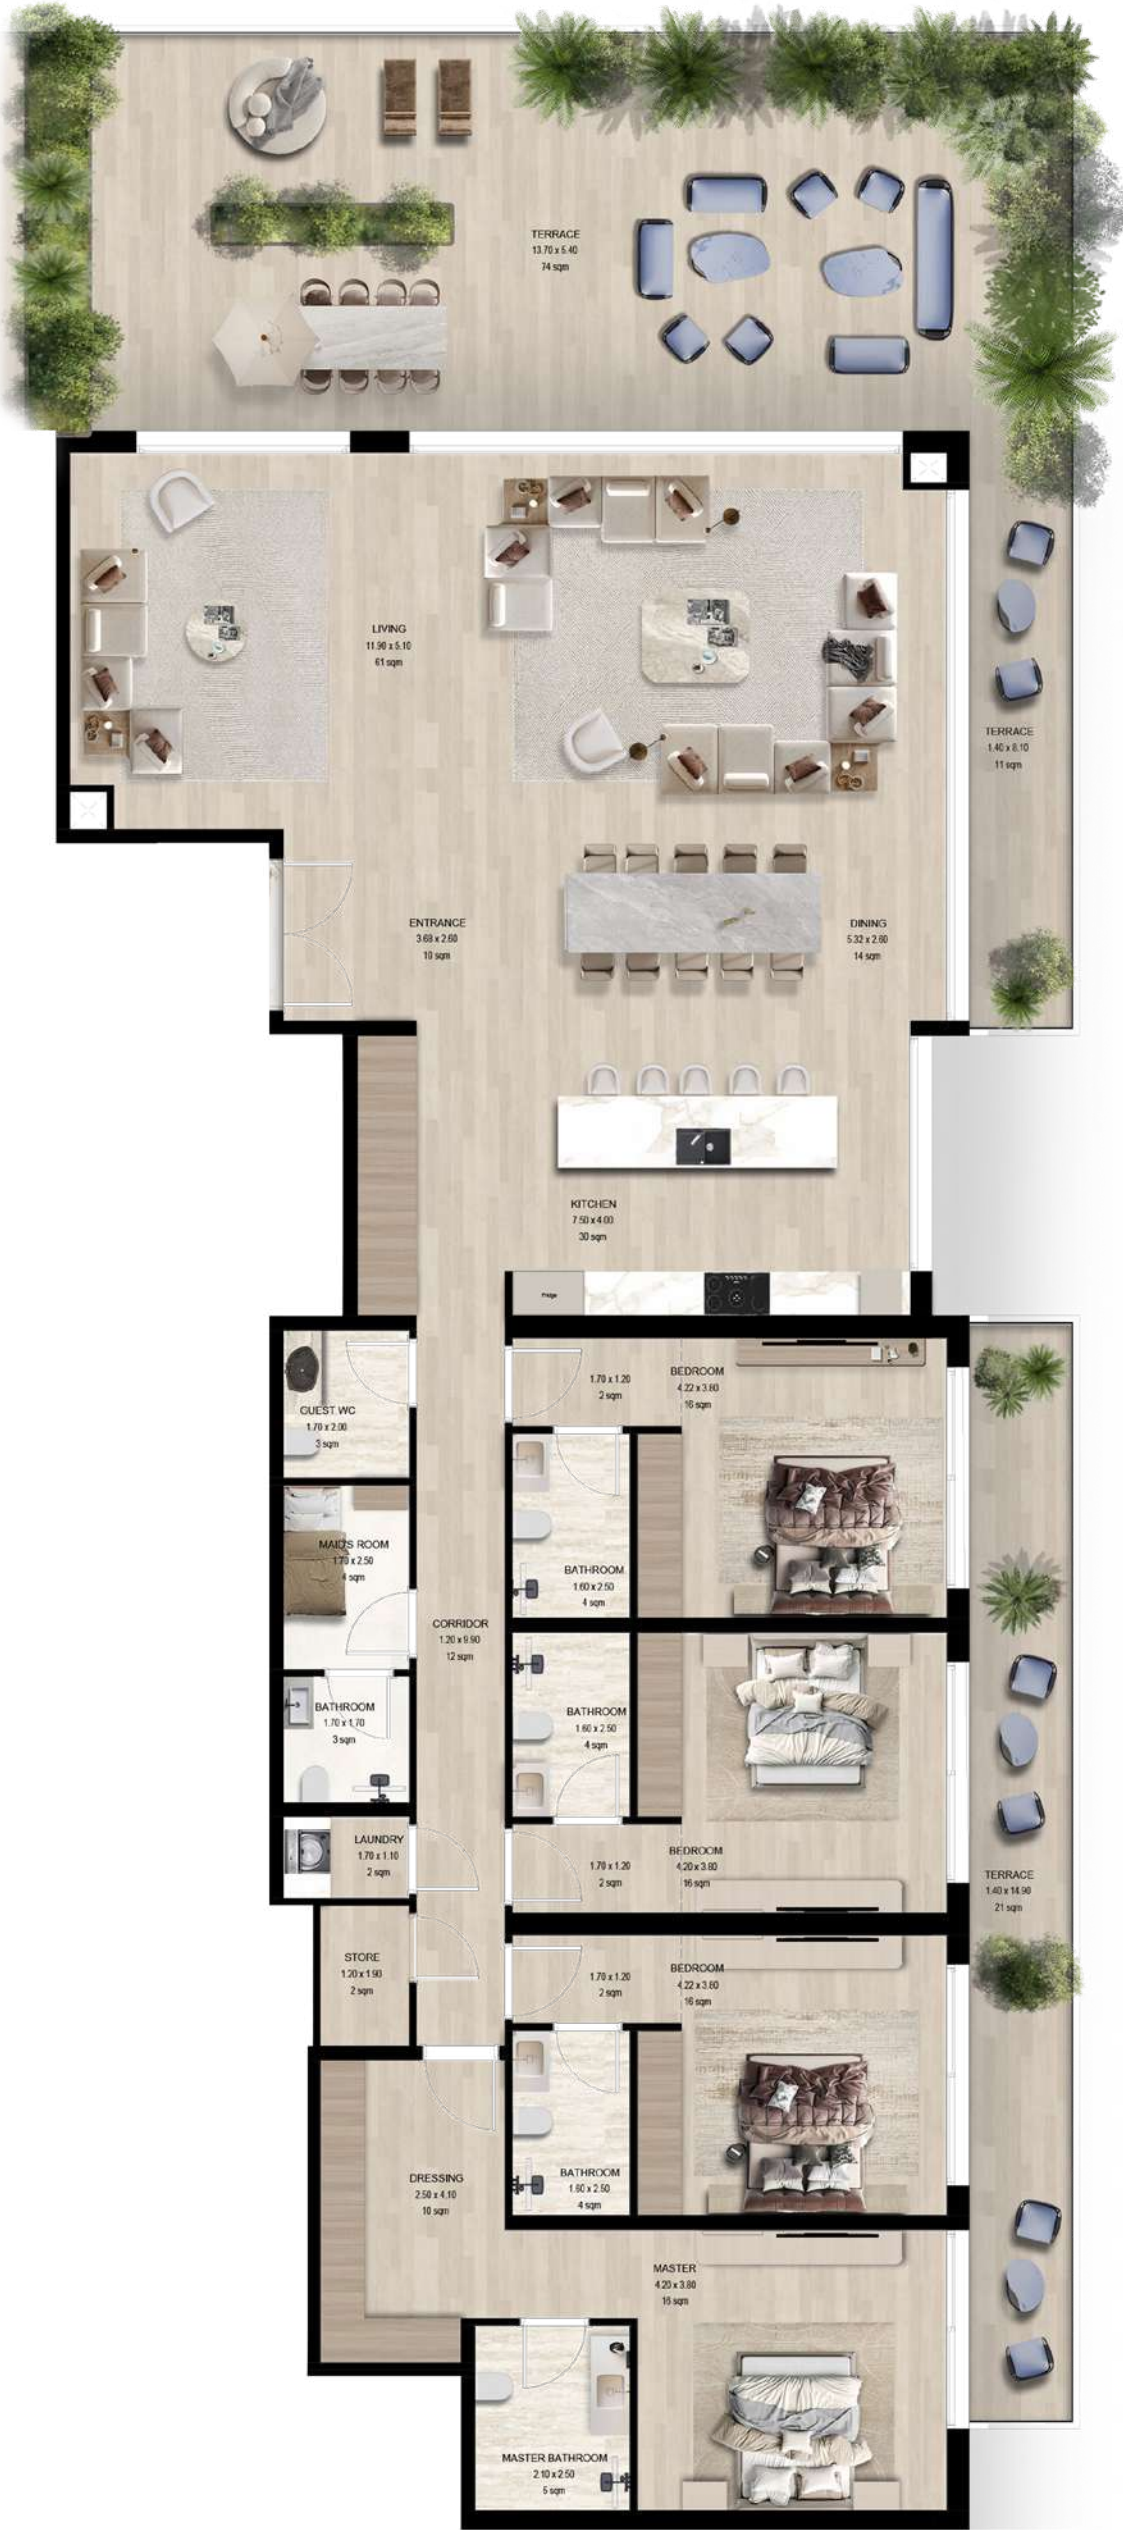 TERRACE
13.70 x 5.40
74 sqm
LIVING
11.90 x 5.10
61 sqm
TERRACE
1.40 x 8.10
11 sqm
ENTRANCE
3.68 x 2.60
10 sqm
DINING
5.32 x 2.60
14 sqm
KITCHEN
7.50 x 4.00
30 sqm
Fridge
BEDROOM
4.22 x 3.80
16 sqm
1.70 x 1.20
2 sqm
GUEST WC
1.70 x 2.00
3 sqm
MAID'S ROOM
1.70 x 2.50
4 sqm
BATHROOM
1.60 x 2.50
4 sqm
CORRIDOR
1.20 x 9.90
12 sqm
BATHROOM
1.70 x 1.70
3 sqm
BATHROOM
1.60 x 2.50
4 sqm
LAUNDRY
1.70 x 1.10
2 sqm
1.70 x 1.20
2 sqm
BEDROOM
4.20 x 3.80
16 sqm
TERRACE
1.40 x 14.90
21 sqm
STORE
1.20 x 1.90
2 sqm
1.70 x 1.20
2 sqm
BEDROOM
4.22 x 3.80
16 sqm
DRESSING
2.50 x 4.10
10 sqm
BATHROOM
1.60 x 2.50
4 sqm
MASTER
4.20 x 3.80
16 sqm
MASTER BATHROOM
2.10 x 2.50
5 sqm